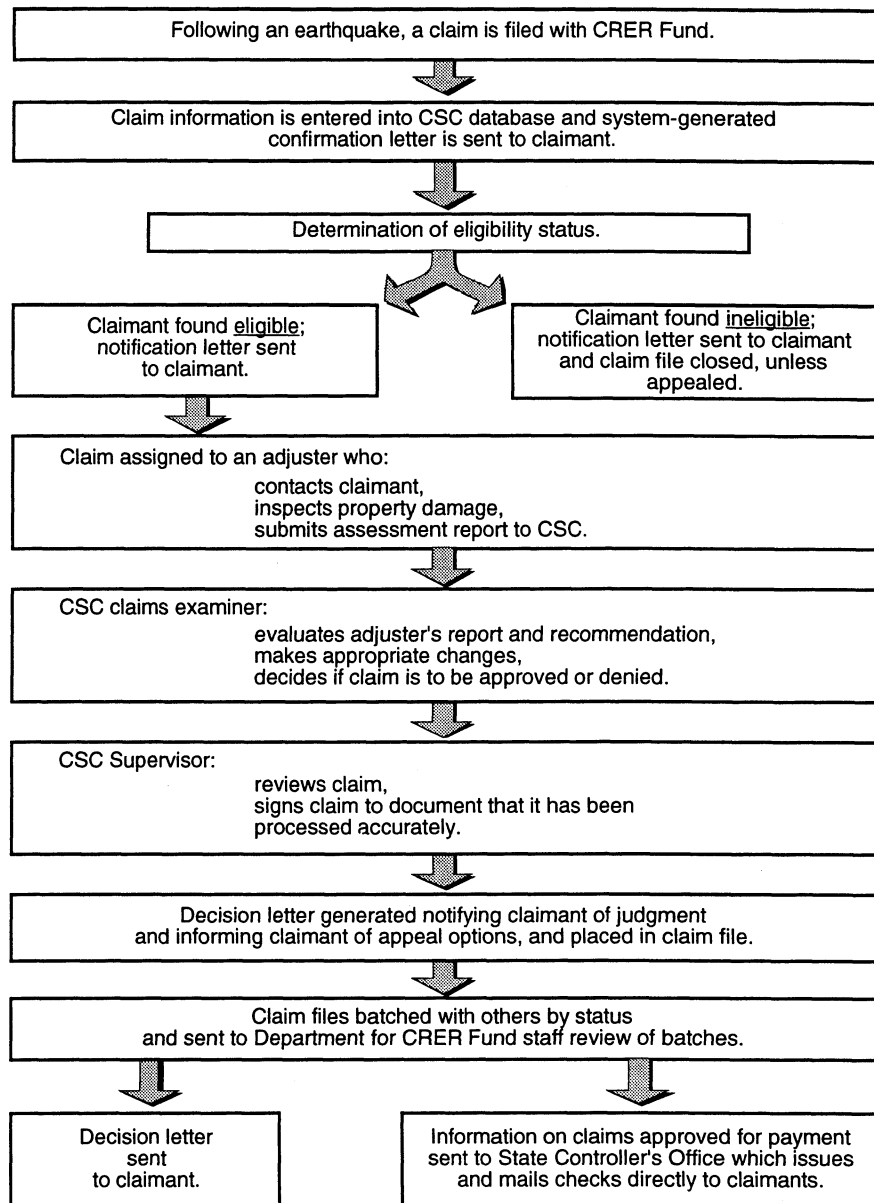 Following an earthquake, a claim is filed with CRER Fund.
Claim information is entered into CSC database and system-generated
confirmation letter is sent to claimant.
Determination of eligibility status.
Claimant found eligible;
notification letter sent
to claimant.
Claimant found ineligible;
notification letter sent to claimant
and claim file closed, unless
appealed.
Claim assigned to an adjuster who:
contacts claimant,
inspects property damage,
submits assessment report to CSC.
CSC claims examiner:
evaluates adjuster's report and recommendation,
makes appropriate changes,
decides if claim is to be approved or denied.
CSC Supervisor:
reviews claim,
signs claim to document that it has been
processed accurately.
Decision letter generated notifying claimant of judgment
and informing claimant of appeal options, and placed in claim file.
Claim files batched with others by status
and sent to Department for CRER Fund staff review of batches.
Decision letter
sent
to claimant.
Information on claims approved for payment
sent to State Controller's Office which issues
and mails checks directly to claimants.